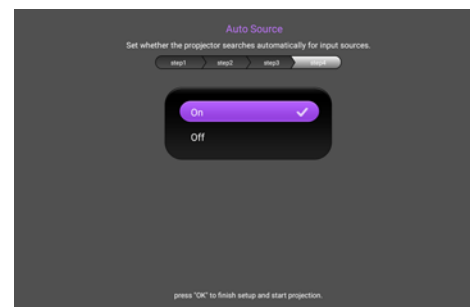 Auto Source
Set whether the propjector searches automatically for input sources.
step1 step2 step3 step4
On
Off
press "OK" to finish setup and start projection.